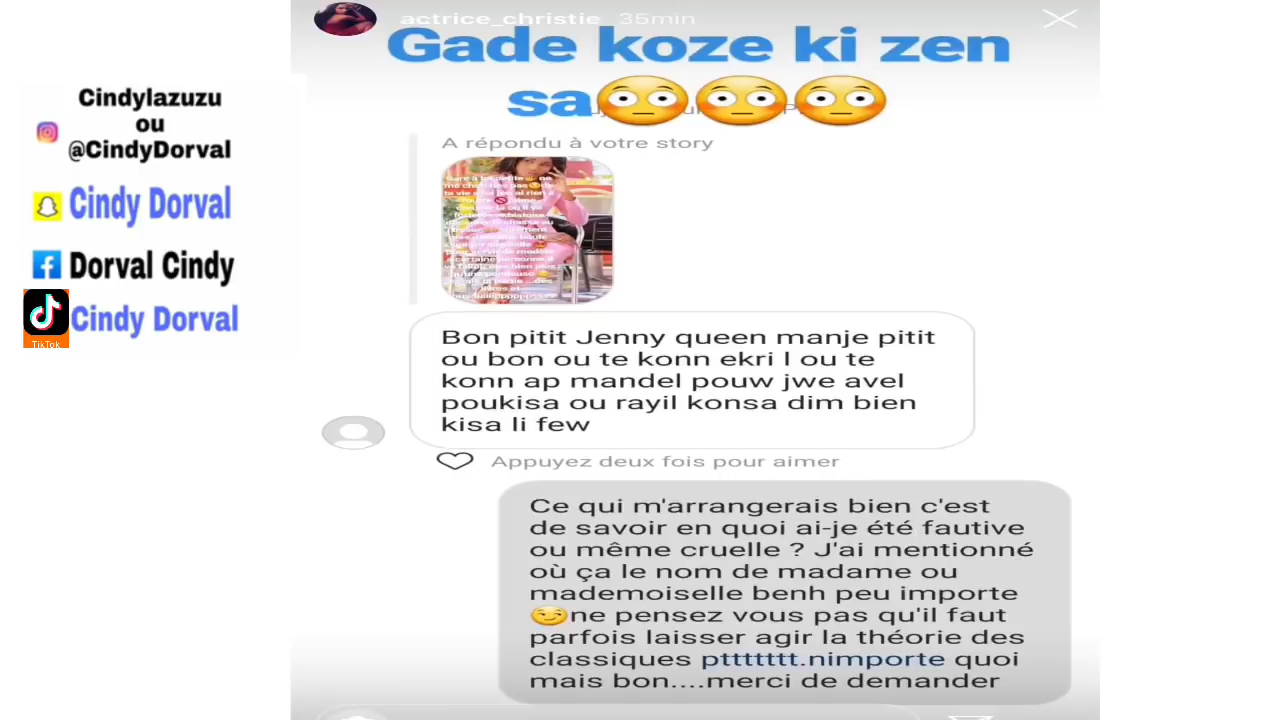 actrice_christie 35min
Gade koze ki zen
sa😳😳😳
Cindylazuzu
ou
@CindyDorval
Cindy Dorval
Dorval Cindy
Cindy Dorval
TikTok
A répondu à votre story
Bon pitit Jenny queen manje pitit
ou bon ou te konn ekri l ou te
konn ap mandel pouw jwe avel
poukisa ou rayil konsa dim bien
kisa li few
Appuyez deux fois pour aimer
Ce qui m'arrangerais bien c'est
de savoir en quoi ai-je été fautive
ou même cruelle ? J'ai mentionné
où ça le nom de madame ou
mademoiselle benh peu importe
😏ne pensez vous pas qu'il faut
parfois laisser agir la théorie des
classiques pttttttt.nimporte quoi
mais bon....merci de demander